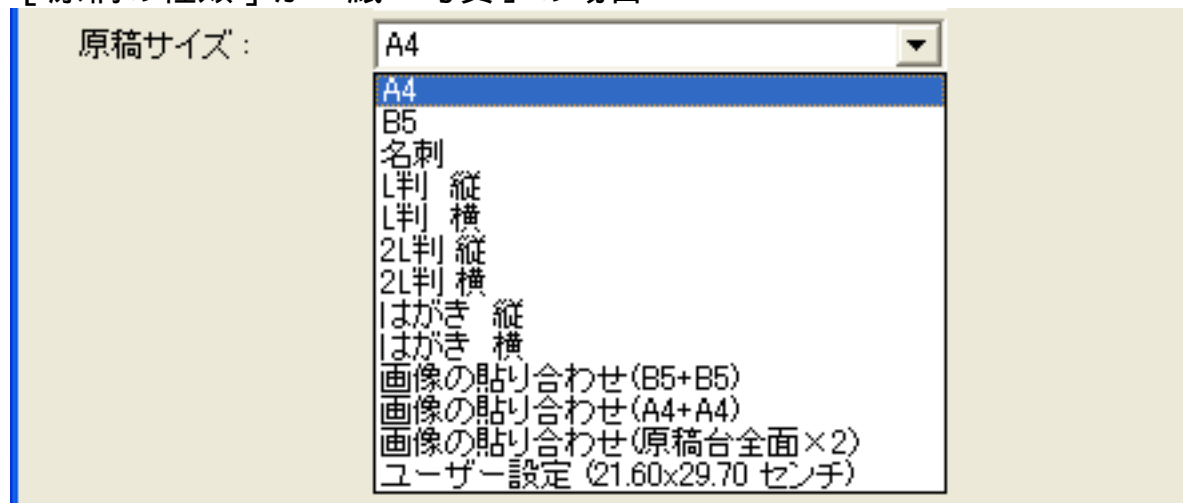 原稿サイズ: A4
A4
B5
名刺
L判 縦
L判 横
2L判 縦
2L判 横
はがき 縦
はがき 横
画像の貼り合わせ(B5+B5)
画像の貼り合わせ(A4+A4)
画像の貼り合わせ(原稿台全面×2)
ユーザー設定 (21.60x29.70 センチ)